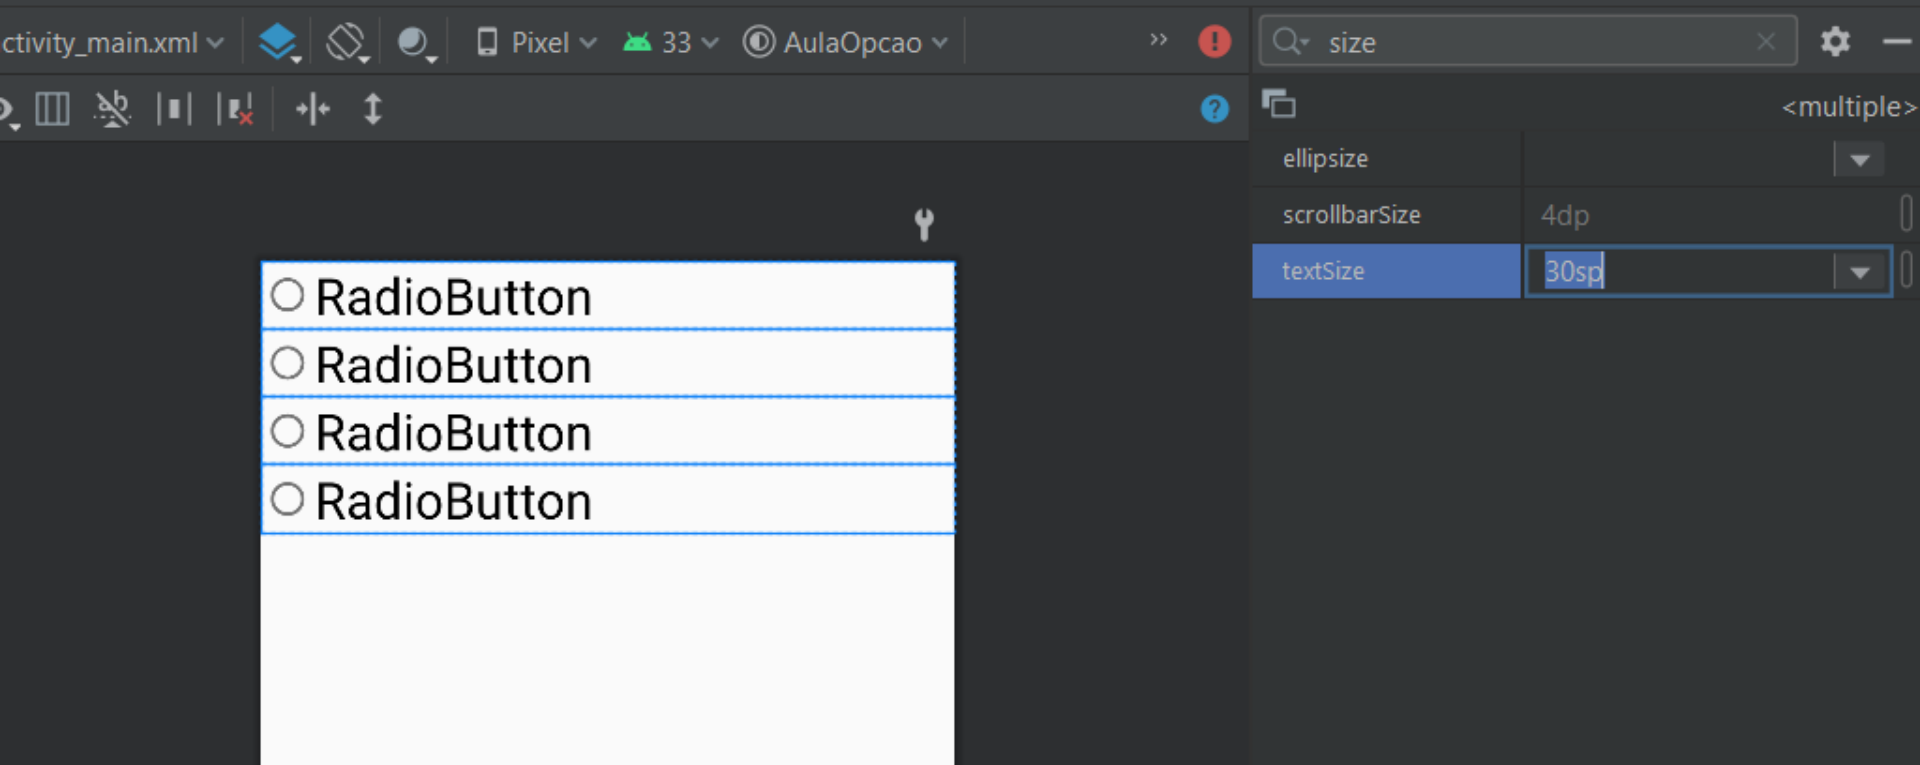 ctivity_main.xml Pixel 33 AulaOpcao
size
<multiple>
ellipsize
scrollbarSize 4dp
textSize 30sp
RadioButton
RadioButton
RadioButton
RadioButton